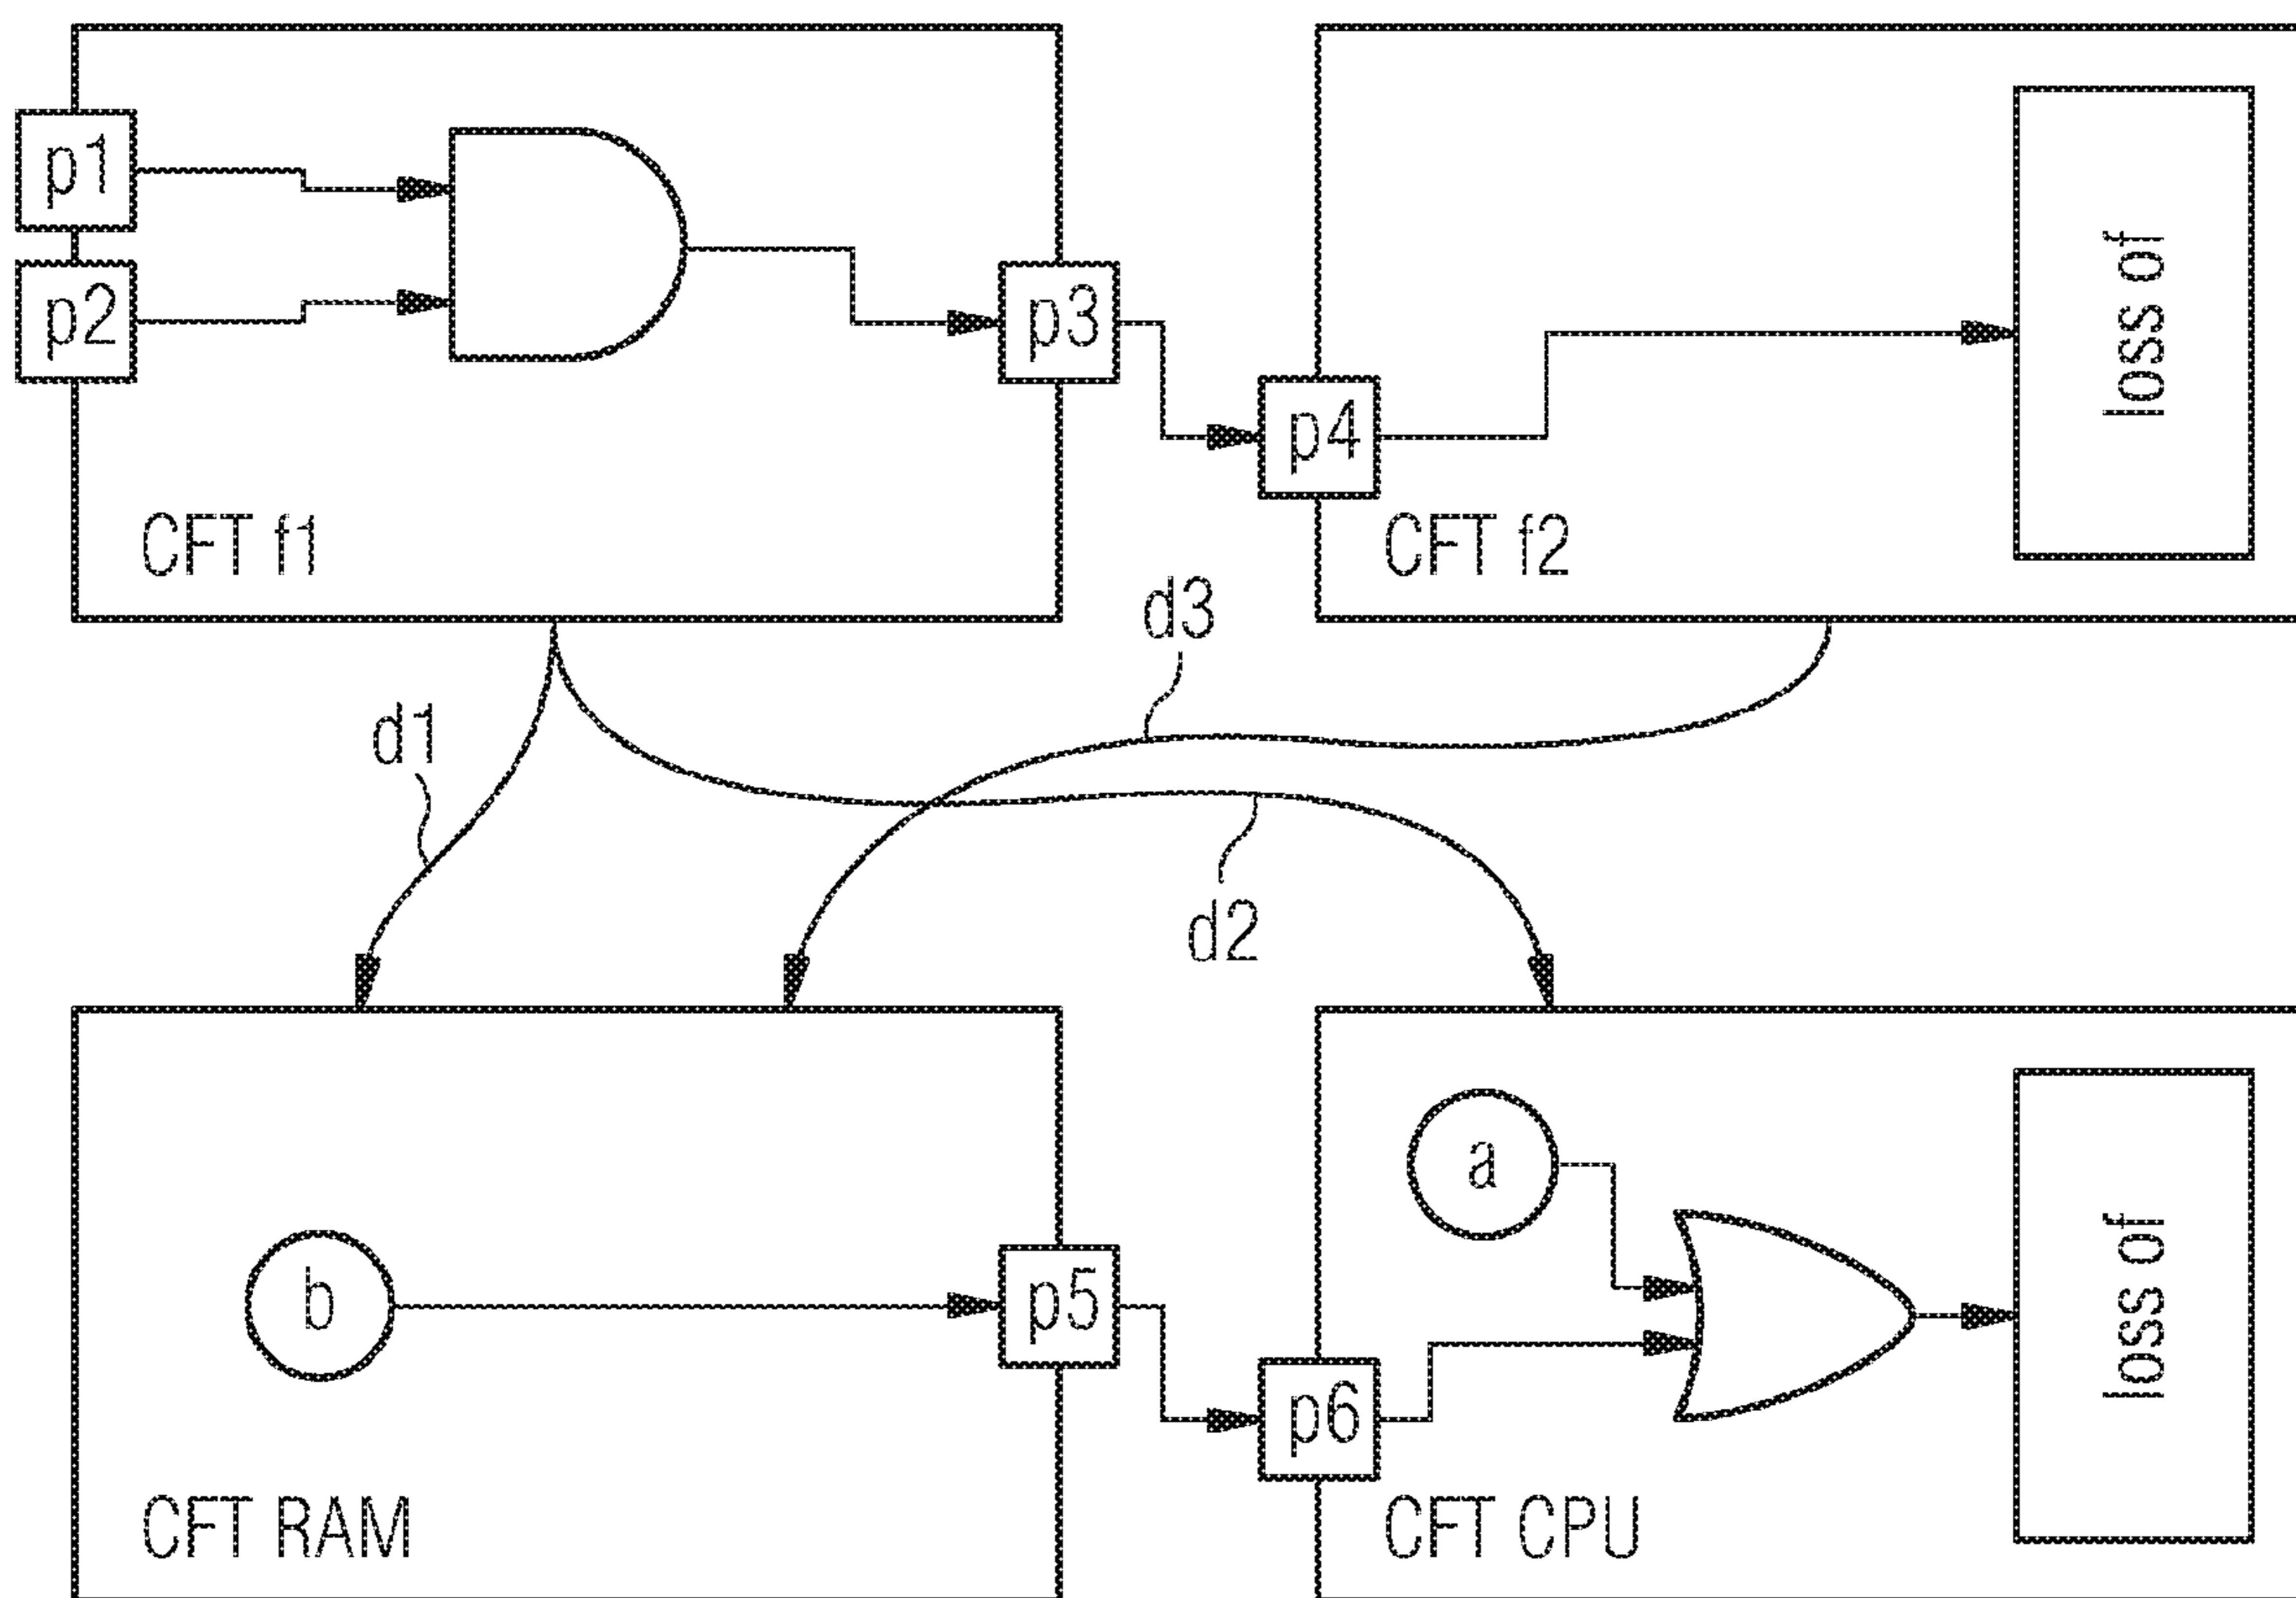 p1
p2
p3
p4
loss of
CFT f1
CFT f2
d3
d1
d2
a
b
p5
p6
loss of
CFT RAM
CFT CPU